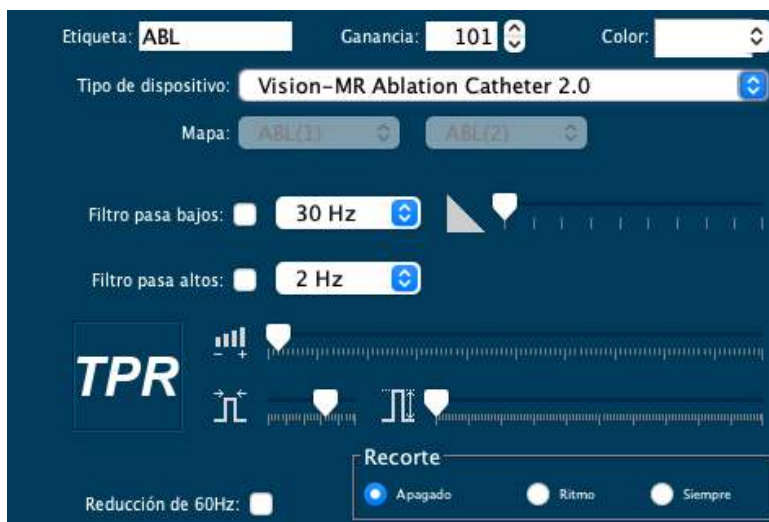 Etiqueta: ABL Ganancia: 101 Color:
Tipo de dispositivo: Vision-MR Ablation Catheter 2.0
Mapa: ABL(1) ABL(2)
Filtro pasa bajos: 30 Hz
Filtro pasa altos: 2 Hz
TPR
- +
Recorte
Reducción de 60Hz: Apagado Ritmo Siempre